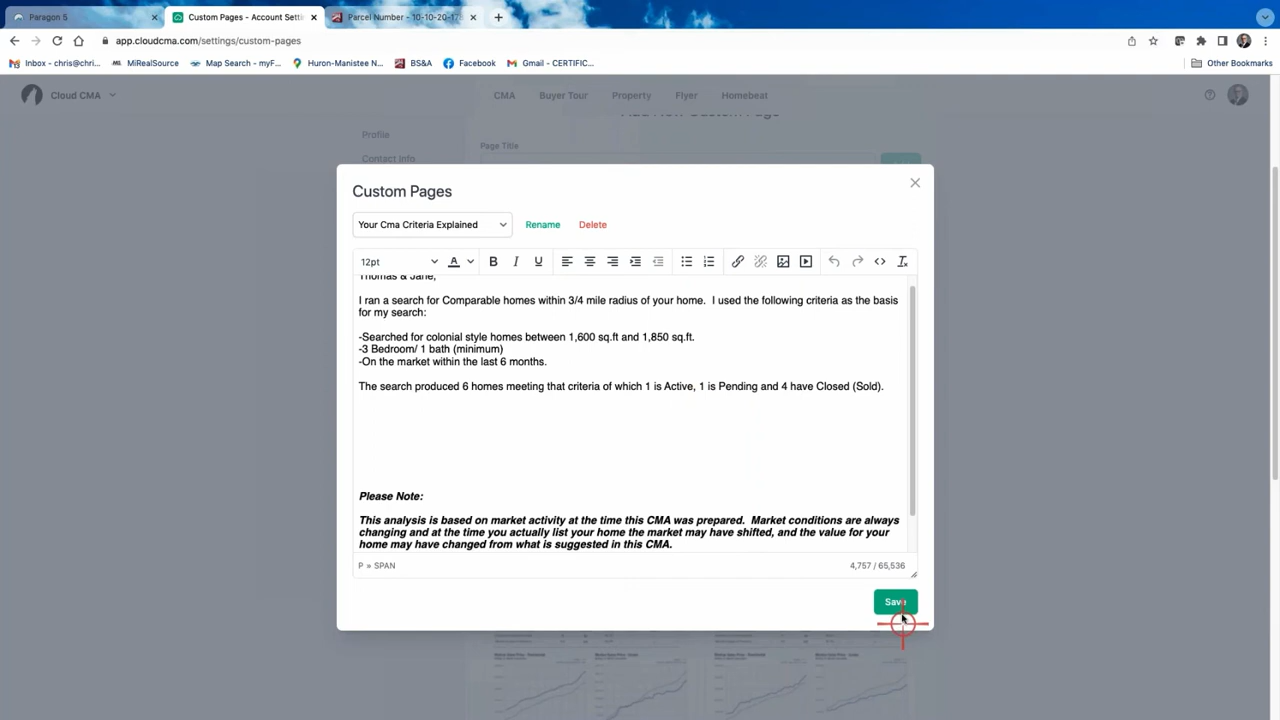 Paragon 5
Custom Pages - Account Setti
Parcel Number - 10-10-20-17
app.cloudcma.com/settings/custom-pages
Inbox - chris@chri...
MiRealSource
Map Search - myF...
Huron-Manistee N...
BS&A
Facebook
Gmail - CERTIFIC...
Other Bookmarks
Cloud CMA
CMA
Buyer Tour
Property
Flyer
Homebeat
Add New Custom Page
Profile
Page Title
Contact Info
Custom Pages
Your Cma Criteria Explained
Rename
Delete
12pt
A
B
I
U
Thomas & Jane,
I ran a search for Comparable homes within 3/4 mile radius of your home.  I used the following criteria as the basis
for my search:
-Searched for colonial style homes between 1,600 sq.ft and 1,850 sq.ft.
-3 Bedroom/ 1 bath (minimum)
-On the market within the last 6 months.
The search produced 6 homes meeting that criteria of which 1 is Active, 1 is Pending and 4 have Closed (Sold).
Please Note:
This analysis is based on market activity at the time this CMA was prepared.  Market conditions are always
changing and at the time you actually list your home the market may have shifted, and the value for your
home may have changed from what is suggested in this CMA.
P » SPAN
4,757 / 65,536
Save